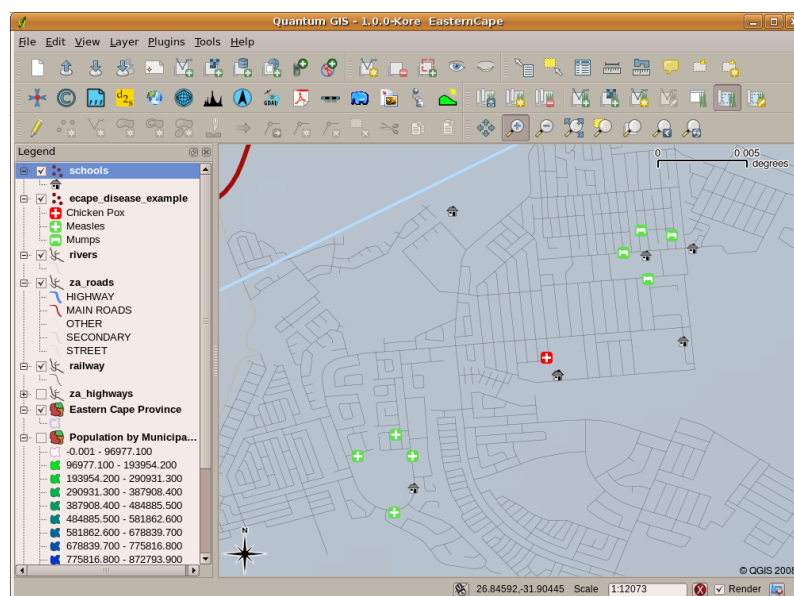 Quantum GIS - 1.0.0-Kore EasternCape
File Edit View Layer Plugins Tools Help
Legend
schools
ecape_disease_example
Chicken Pox
Measles
Mumps
rivers
za_roads
HIGHWAY
MAIN ROADS
OTHER
SECONDARY
STREET
railway
za_highways
Eastern Cape Province
Population by Municipa...
-0.001 - 96977.100
96977.100 - 193954.200
193954.200 - 290931.300
290931.300 - 387908.400
387908.400 - 484885.500
484885.500 - 581862.600
581862.600 - 678839.700
678839.700 - 775816.800
775816.800 - 872793.900
0 0.005
degrees
N
© QGIS 2008
26.84592,-31.90445 Scale 1:12073 Render